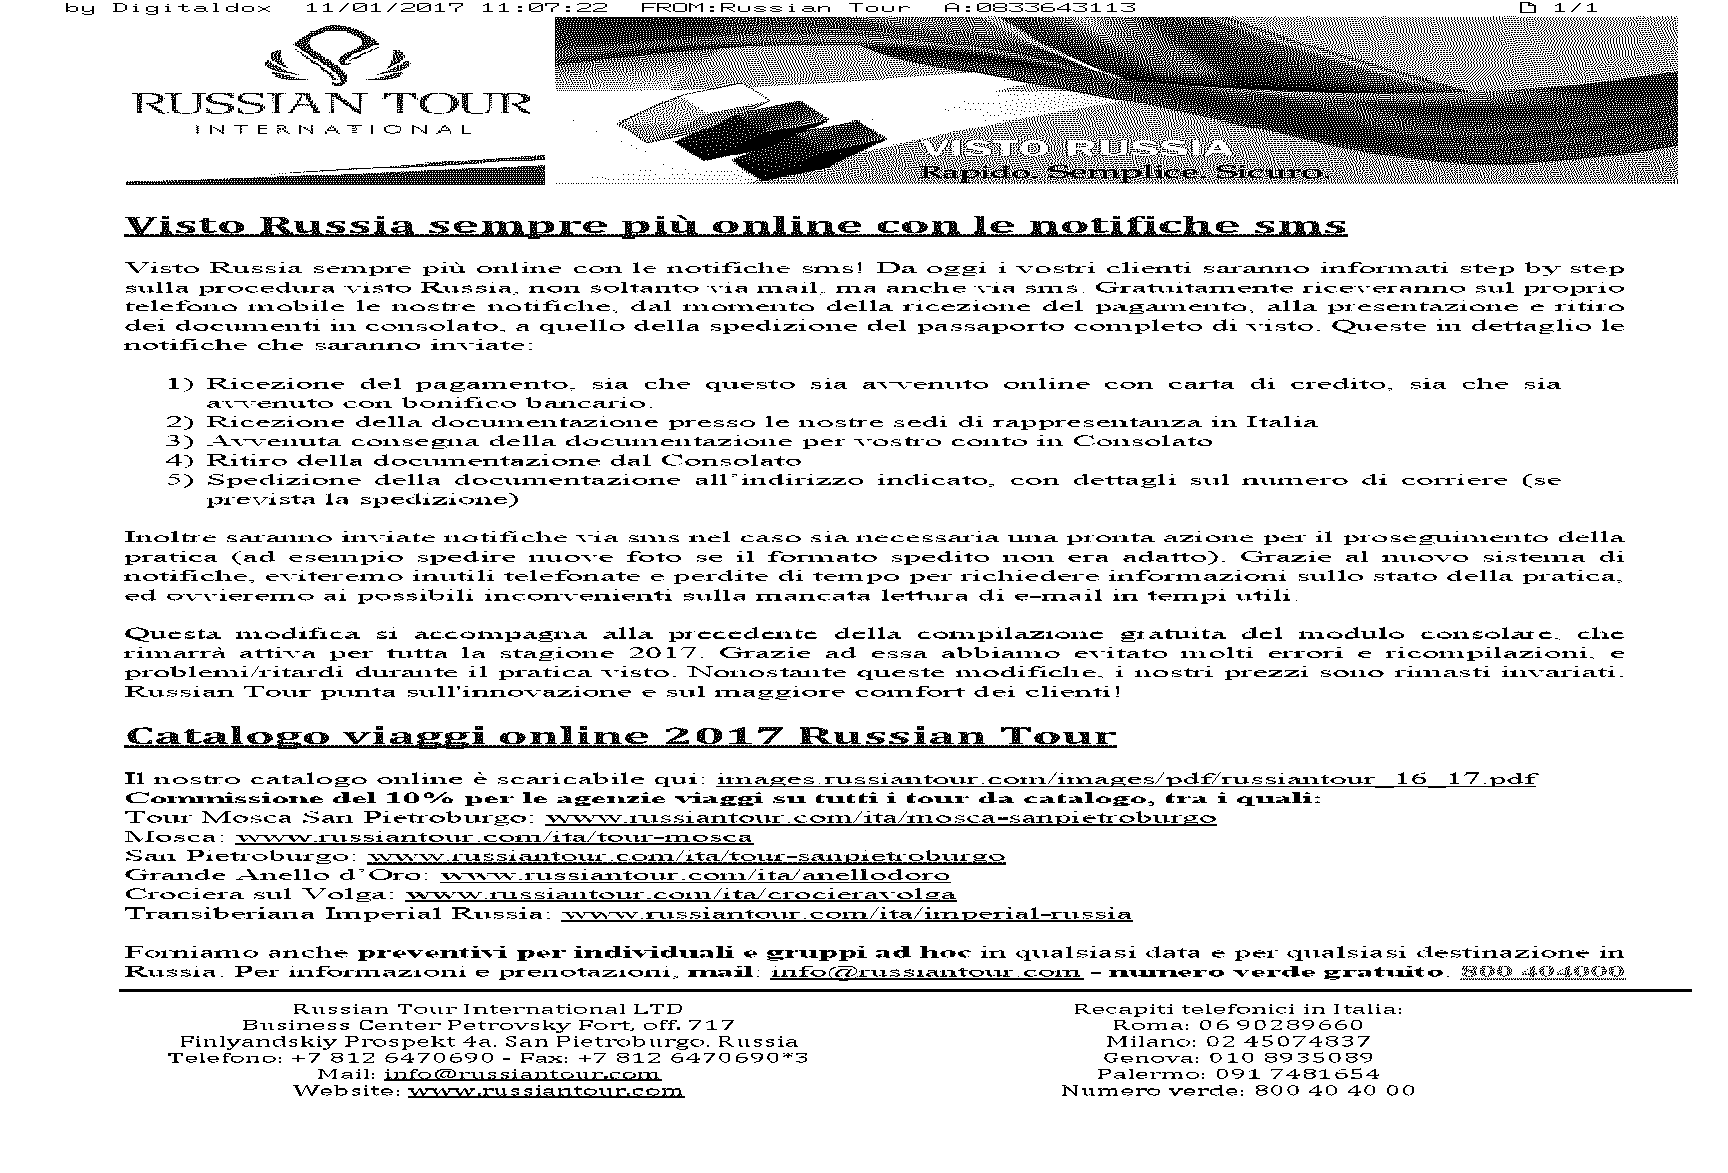 by Digitaldox 11/01/2017 11:07:22 FROM:Russian Tour A:0833643113 1/1
RUSSIAN TOUR
INTERNATIONAL
VISTO RUSSIA
Rapido. Semplice. Sicuro.
Visto Russia sempre più online con le notifiche sms
Visto Russia sempre più online con le notifiche sms! Da oggi i vostri clienti saranno informati step by step
sulla procedura visto Russia, non soltanto via mail, ma anche via sms. Gratuitamente riceveranno sul proprio
telefono mobile le nostre notifiche, dal momento della ricezione del pagamento, alla presentazione e ritiro
dei documenti in consolato, a quello della spedizione del passaporto completo di visto. Queste in dettaglio le
notifiche che saranno inviate:
1) Ricezione del pagamento, sia che questo sia avvenuto online con carta di credito, sia che sia
avvenuto con bonifico bancario.
2) Ricezione della documentazione presso le nostre sedi di rappresentanza in Italia
3) Avvenuta consegna della documentazione per vostro conto in Consolato
4) Ritiro della documentazione dal Consolato
5) Spedizione della documentazione all'indirizzo indicato, con dettagli sul numero di corriere (se
prevista la spedizione)
Inoltre saranno inviate notifiche via sms nel caso sia necessaria una pronta azione per il proseguimento della
pratica (ad esempio spedire nuove foto se il formato spedito non era adatto). Grazie al nuovo sistema di
notifiche, eviteremo inutili telefonate e perdite di tempo per richiedere informazioni sullo stato della pratica,
ed ovvieremo ai possibili inconvenienti sulla mancata lettura di e-mail in tempi utili.
Questa modifica si accompagna alla precedente della compilazione gratuita del modulo consolare, che
rimarrà attiva per tutta la stagione 2017. Grazie ad essa abbiamo evitato molti errori e ricompilazioni, e
problemi/ritardi durante il pratica visto. Nonostante queste modifiche, i nostri prezzi sono rimasti invariati.
Russian Tour punta sull'innovazione e sul maggiore comfort dei clienti!
Catalogo viaggi online 2017 Russian Tour
Il nostro catalogo online è scaricabile qui: images.russiantour.com/images/pdf/russiantour_16_17.pdf
Commissione del 10% per le agenzie viaggi su tutti i tour da catalogo, tra i quali:
Tour Mosca San Pietroburgo: www.russiantour.com/ita/mosca-sanpietroburgo
Mosca: www.russiantour.com/ita/tour-mosca
San Pietroburgo: www.russiantour.com/ita/tour-sanpietroburgo
Grande Anello d'Oro: www.russiantour.com/ita/anellodoro
Crociera sul Volga: www.russiantour.com/ita/crocieravolga
Transiberiana Imperial Russia: www.russiantour.com/ita/imperial-russia
Forniamo anche preventivi per individuali e gruppi ad hoc in qualsiasi data e per qualsiasi destinazione in
Russia. Per informazioni e prenotazioni, mail: info@russiantour.com - numero verde gratuito. 800 404000
Russian Tour International LTD
Business Center Petrovsky Fort, off. 717
Finlyandskiy Prospekt 4a. San Pietroburgo. Russia
Telefono: +7 812 6470690 - Fax: +7 812 6470690*3
Mail: info@russiantour.com
Website: www.russiantour.com
Recapiti telefonici in Italia:
Roma: 06 90289660
Milano: 02 45074837
Genova: 010 8935089
Palermo: 091 7481654
Numero verde: 800 40 40 00